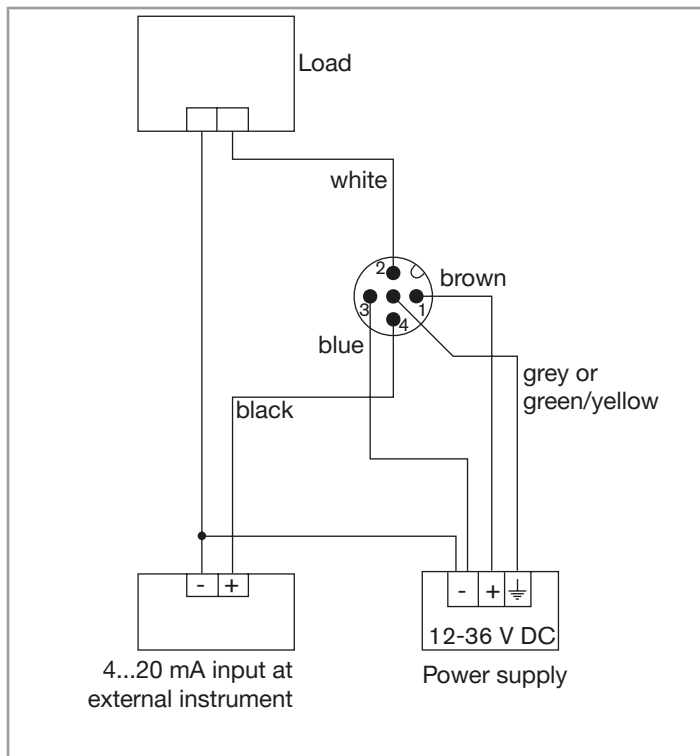 Load
white
2
brown
3
1
4
blue
grey or
green/yellow
black
- +
- +
12-36 V DC
4...20 mA input at
external instrument
Power supply